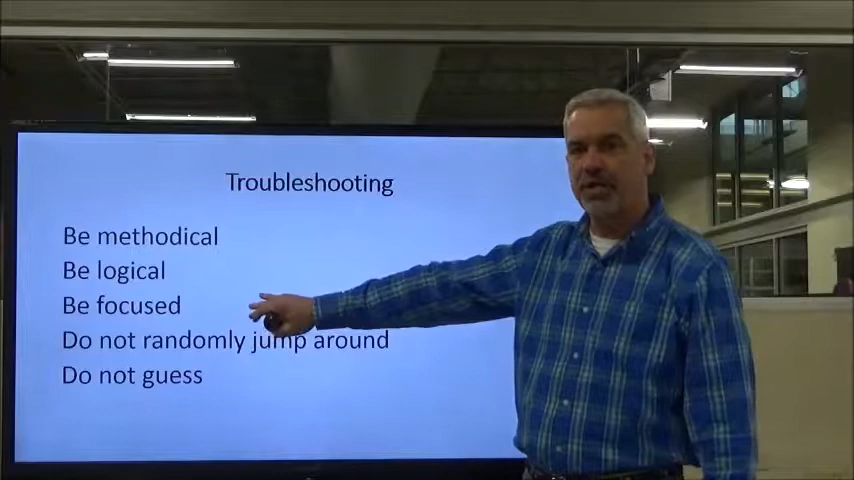 Troubleshooting
Be methodical
Be logical
Be focused
Do not randomly jump around
Do not guess